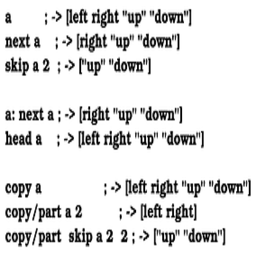 a ; -> [left right "up" "down"]
next a ; -> [right "up" "down"]
skip a 2 ; -> ["up" "down"]
a: next a ; -> [right "up" "down"]
head a ; -> [left right "up" "down"]
copy a ; -> [left right "up" "down"]
copy/part a 2 ; -> [left right]
copy/part skip a 2 2 ; -> ["up" "down"]